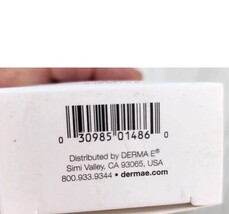 0 30985 01486 0
Distributed by DERMA E®
Simi Valley, CA 93065, USA
800.933.9344 • dermae.com